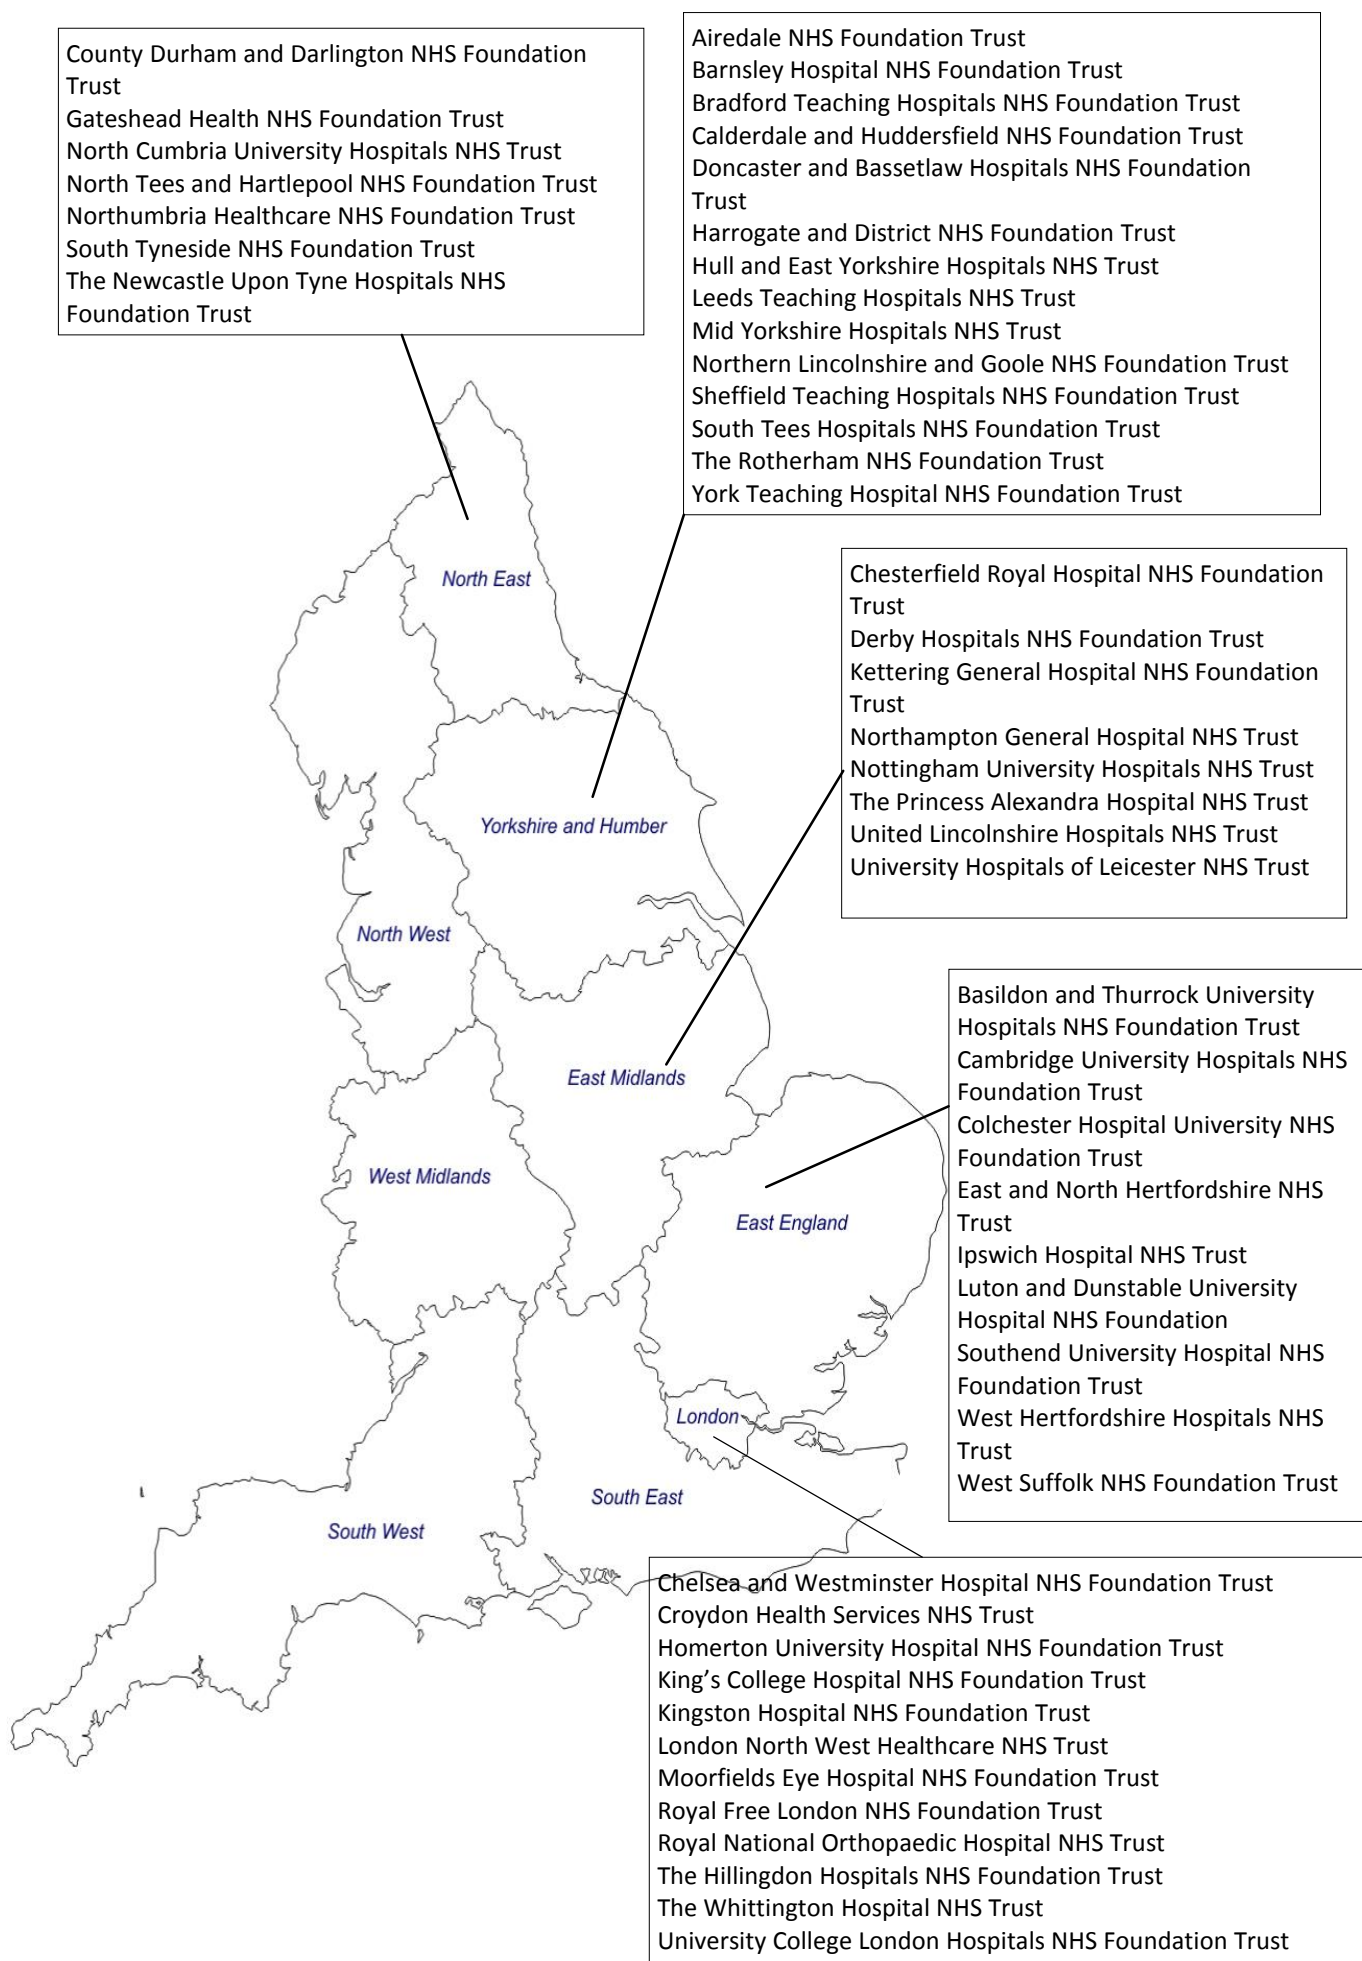 County Durham and Darlington NHS Foundation
Trust
Gateshead Health NHS Foundation Trust
North Cumbria University Hospitals NHS Trust
North Tees and Hartlepool NHS Foundation Trust
Northumbria Healthcare NHS Foundation Trust
South Tyneside NHS Foundation Trust
The Newcastle Upon Tyne Hospitals NHS
Foundation Trust
Airedale NHS Foundation Trust
Barnsley Hospital NHS Foundation Trust
Bradford Teaching Hospitals NHS Foundation Trust
Calderdale and Huddersfield NHS Foundation Trust
Doncaster and Bassetlaw Hospitals NHS Foundation
Trust
Harrogate and District NHS Foundation Trust
Hull and East Yorkshire Hospitals NHS Trust
Leeds Teaching Hospitals NHS Trust
Mid Yorkshire Hospitals NHS Trust
Northern Lincolnshire and Goole NHS Foundation Trust
Sheffield Teaching Hospitals NHS Foundation Trust
South Tees Hospitals NHS Foundation Trust
The Rotherham NHS Foundation Trust
York Teaching Hospital NHS Foundation Trust
North East
Chesterfield Royal Hospital NHS Foundation
Trust
Derby Hospitals NHS Foundation Trust
Kettering General Hospital NHS Foundation
Trust
Northampton General Hospital NHS Trust
Nottingham University Hospitals NHS Trust
The Princess Alexandra Hospital NHS Trust
United Lincolnshire Hospitals NHS Trust
University Hospitals of Leicester NHS Trust
Yorkshire and Humber
North West
East Midlands
West Midlands
East England
Basildon and Thurrock University
Hospitals NHS Foundation Trust
Cambridge University Hospitals NHS
Foundation Trust
Colchester Hospital University NHS
Foundation Trust
East and North Hertfordshire NHS
Trust
Ipswich Hospital NHS Trust
Luton and Dunstable University
Hospital NHS Foundation
Southend University Hospital NHS
Foundation Trust
West Hertfordshire Hospitals NHS
Trust
West Suffolk NHS Foundation Trust
London
South East
South West
Chelsea and Westminster Hospital NHS Foundation Trust
Croydon Health Services NHS Trust
Homerton University Hospital NHS Foundation Trust
King’s College Hospital NHS Foundation Trust
Kingston Hospital NHS Foundation Trust
London North West Healthcare NHS Trust
Moorfields Eye Hospital NHS Foundation Trust
Royal Free London NHS Foundation Trust
Royal National Orthopaedic Hospital NHS Trust
The Hillingdon Hospitals NHS Foundation Trust
The Whittington Hospital NHS Trust
University College London Hospitals NHS Foundation Trust